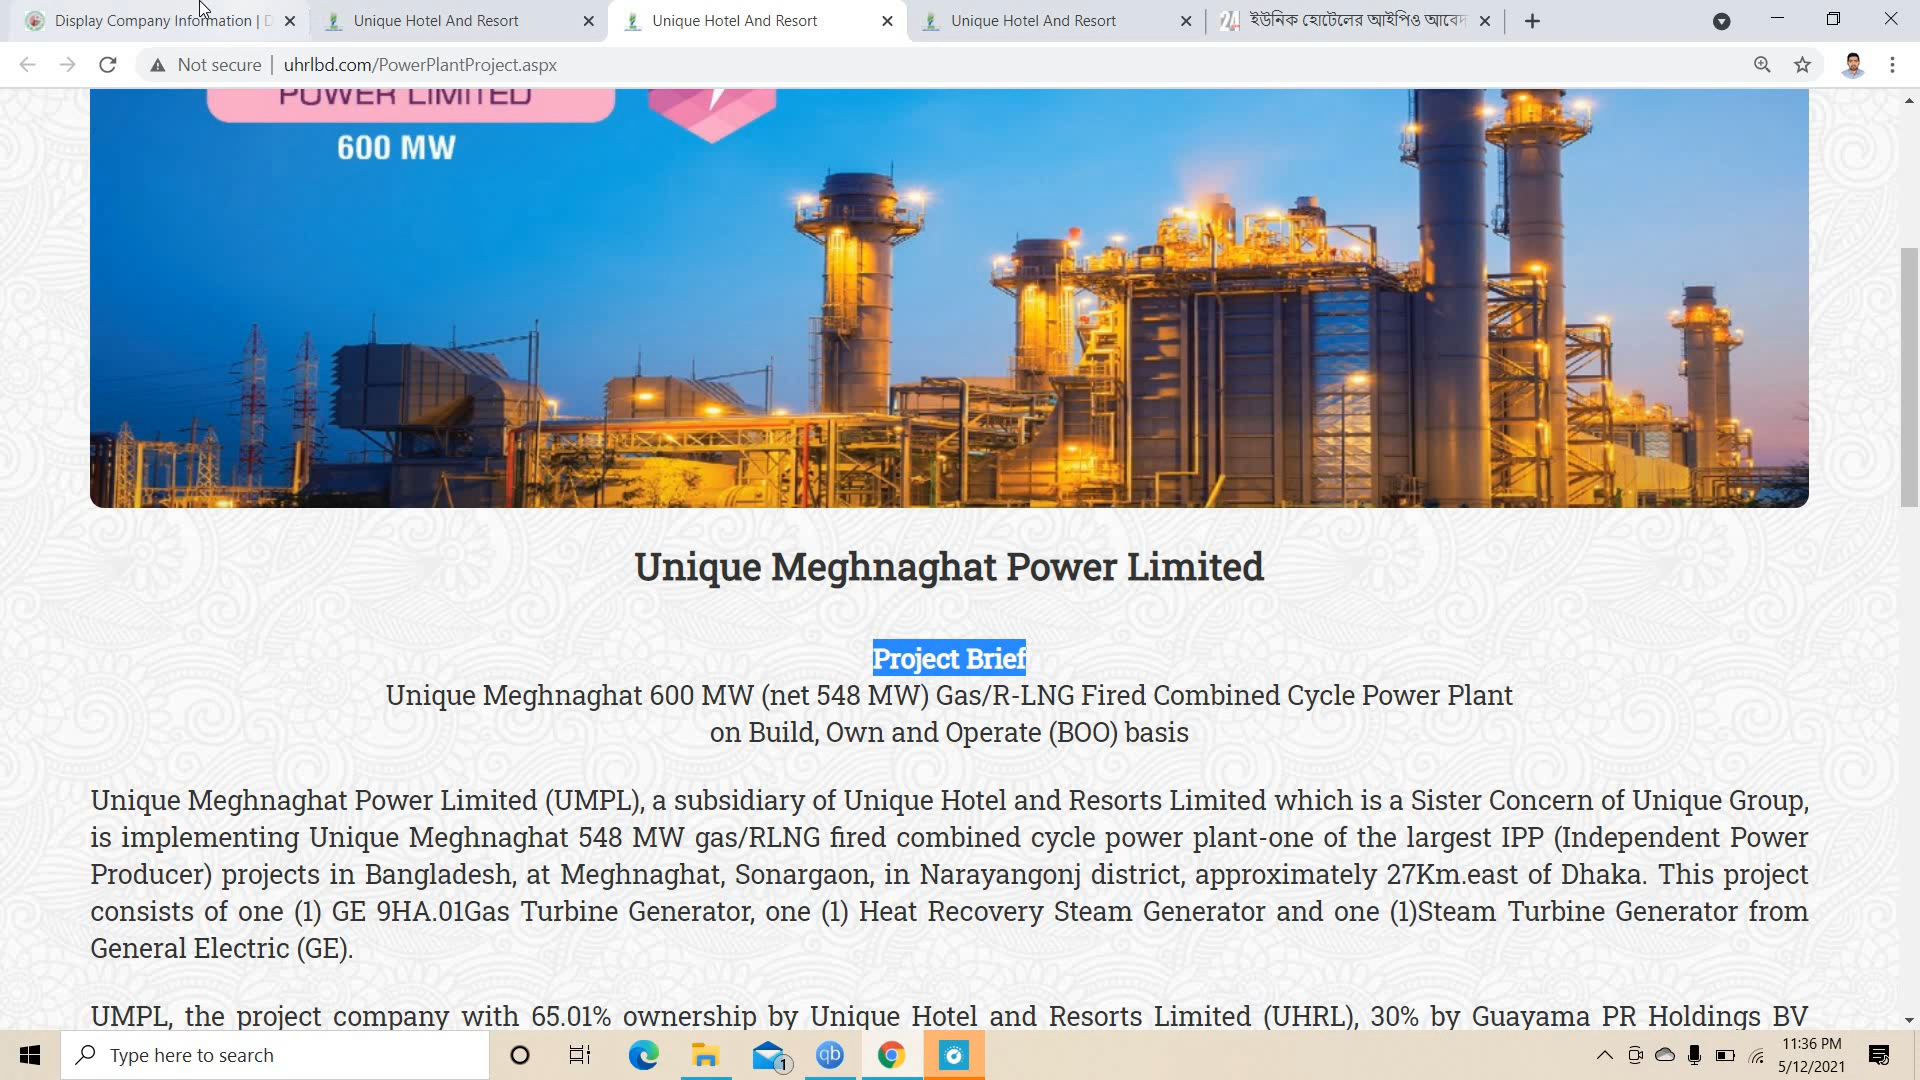 Display Company Information | D
Unique Hotel And Resort
Unique Hotel And Resort
Unique Hotel And Resort
ইউনিক হোটেলের আইপিও আবেদ
Not secure | uhrlbd.com/PowerPlantProject.aspx
POWER LIMITED
600 MW
Unique Meghnaghat Power Limited
Project Brief
Unique Meghnaghat 600 MW (net 548 MW) Gas/R-LNG Fired Combined Cycle Power Plant
on Build, Own and Operate (BOO) basis
Unique Meghnaghat Power Limited (UMPL), a subsidiary of Unique Hotel and Resorts Limited which is a Sister Concern of Unique Group,
is implementing Unique Meghnaghat 548 MW gas/RLNG fired combined cycle power plant-one of the largest IPP (Independent Power
Producer) projects in Bangladesh, at Meghnaghat, Sonargaon, in Narayangonj district, approximately 27Km.east of Dhaka. This project
consists of one (1) GE 9HA.01Gas Turbine Generator, one (1) Heat Recovery Steam Generator and one (1)Steam Turbine Generator from
General Electric (GE).
UMPL, the project company with 65.01% ownership by Unique Hotel and Resorts Limited (UHRL), 30% by Guayama PR Holdings BV
Type here to search
1
qb
11:36 PM
5/12/2021